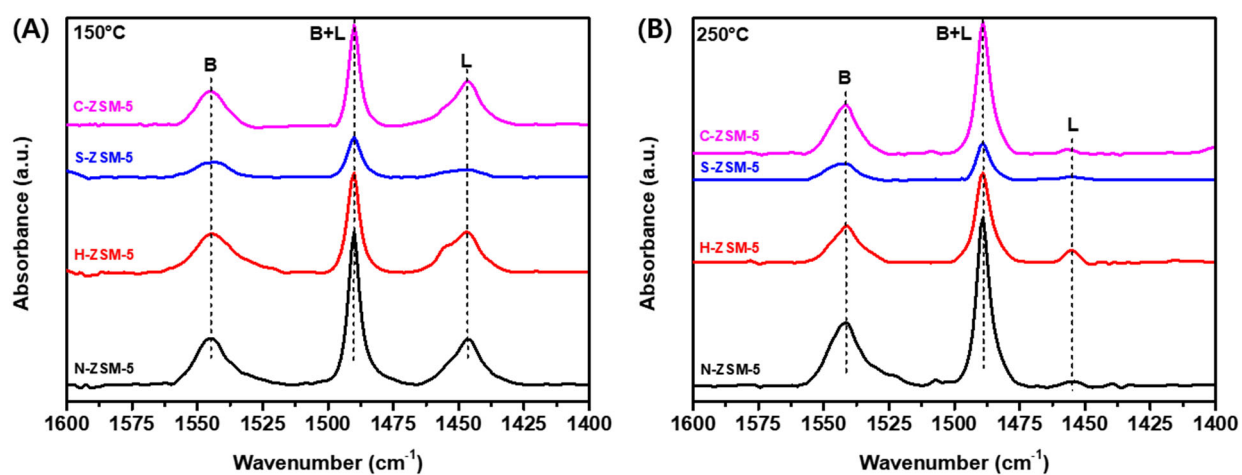 (A)
150°C
B
B+L
L
C-ZSM-5
S-ZSM-5
H-ZSM-5
N-ZSM-5
Absorbance (a.u.)
1600 1575 1550 1525 1500 1475 1450 1425 1400
Wavenumber (cm⁻¹)
(B)
250°C
B
B+L
L
C-ZSM-5
S-ZSM-5
H-ZSM-5
N-ZSM-5
Absorbance (a.u.)
1600 1575 1550 1525 1500 1475 1450 1425 1400
Wavenumber (cm⁻¹)